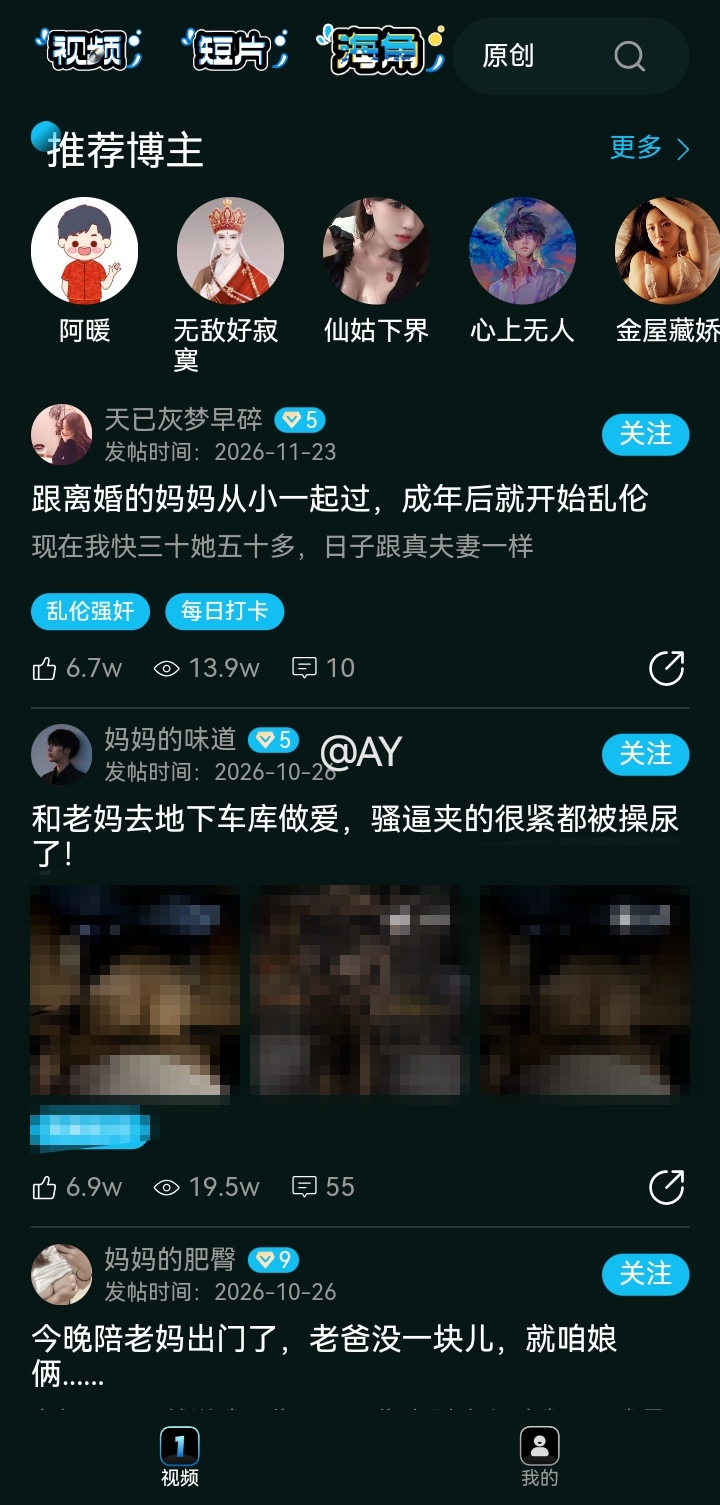 视频
短片
海角
原创
推荐博主
更多
阿暖
无敌好寂
寞
仙姑下界
心上无人
金屋藏娇
天已灰梦早碎 5
发帖时间：2026-11-23
关注
跟离婚的妈妈从小一起过，成年后就开始乱伦
现在我快三十她五十多，日子跟真夫妻一样
乱伦强奸 每日打卡
6.7w 13.9w 10
妈妈的味道 5
@AY
发帖时间：2026-10-26
关注
和老妈去地下车库做爱，骚逼夹的很紧都被操尿
了！
6.9w 19.5w 55
妈妈的肥臀 9
发帖时间：2026-10-26
关注
今晚陪老妈出门了，老爸没一块儿，就咱娘
俩......
1
视频
我的